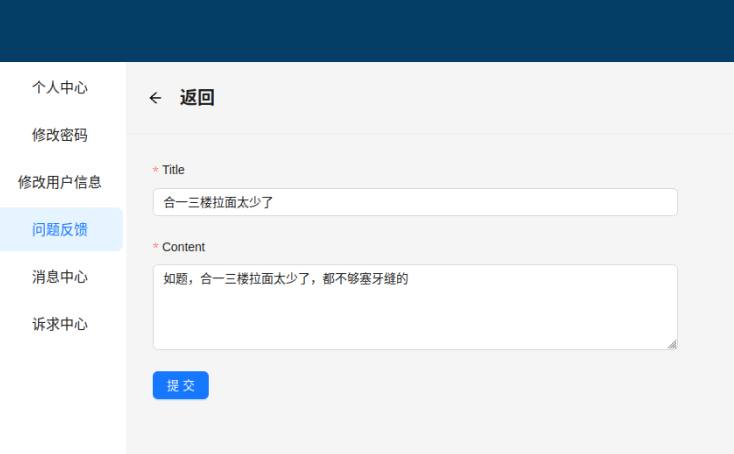 个人中心
修改密码
修改用户信息
问题反馈
消息中心
诉求中心
返回
* Title
合一三楼拉面太少了
* Content
如题，合一三楼拉面太少了，都不够塞牙缝的
提 交